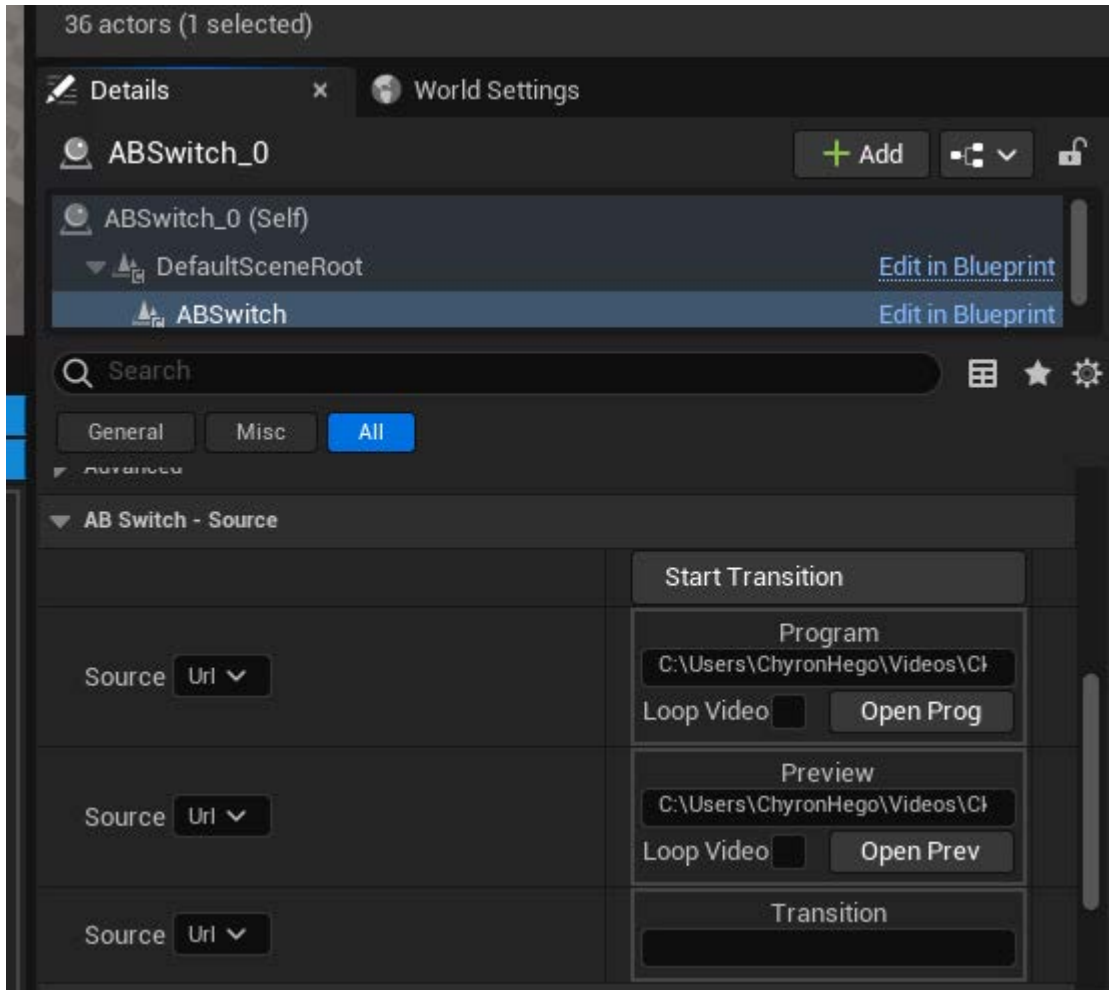 36 actors (1 selected)
Details World Settings
ABSwitch_0 Add
ABSwitch_0 (Self)
DefaultSceneRoot Edit in Blueprint
ABSwitch Edit in Blueprint
Search
General Misc All
Advanced
AB Switch - Source
Start Transition
Program
Source Url C:\Users\ChyronHego\Videos\
Loop Video Open Prog
Preview
Source Url C:\Users\ChyronHego\Videos\
Loop Video Open Prev
Transition
Source Url